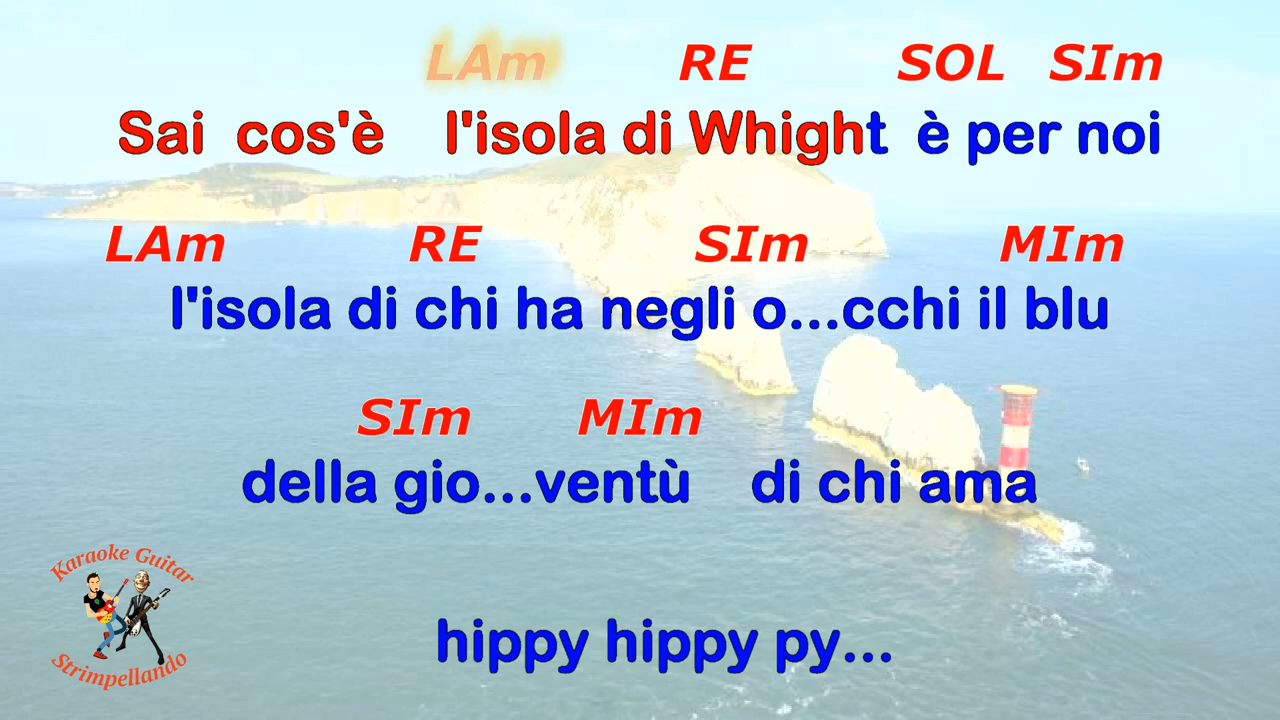 LAm RE SOL SIm
Sai cos'è l'isola di Whight è per noi
LAm RE SIm MIm
l'isola di chi ha negli o...cchi il blu
SIm MIm
della gio...ventù di chi ama
hippy hippy py...
Karaoke Guitar
Strimpellando